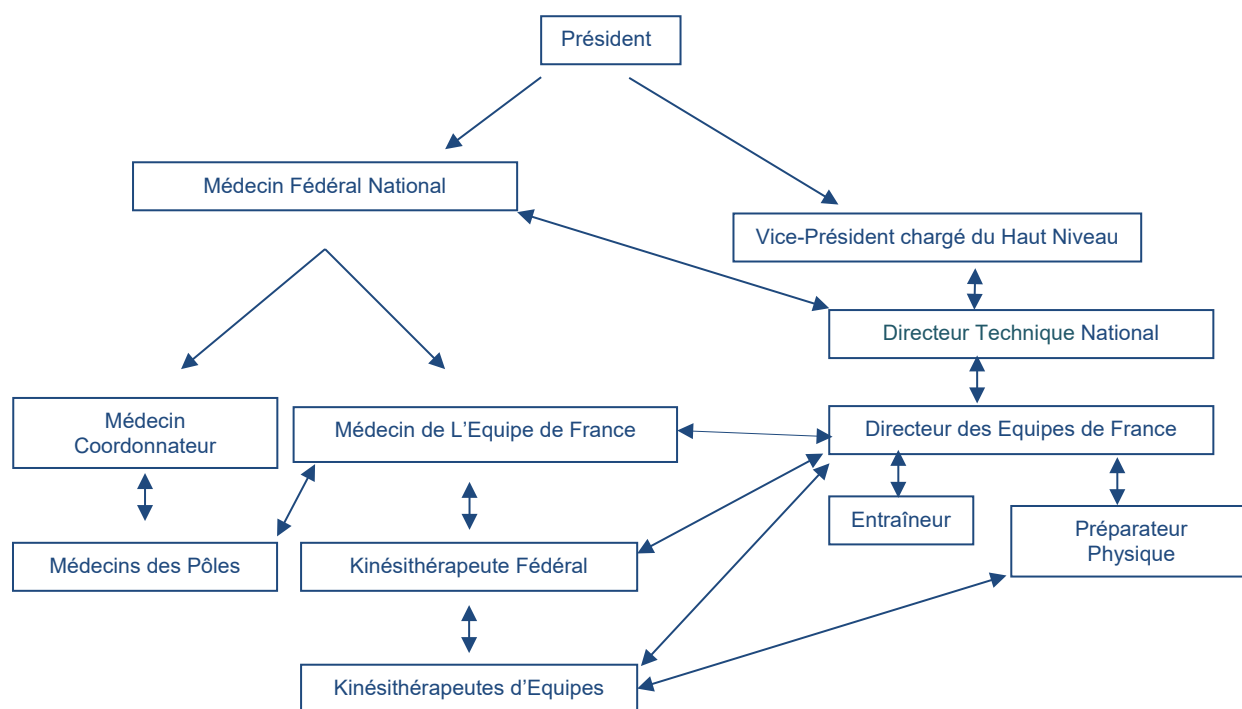 Président
Médecin Fédéral National
Vice-Président chargé du Haut Niveau
Directeur Technique National
Médecin
Coordonnateur
Médecin de L’Equipe de France
Directeur des Equipes de France
Entraîneur
Préparateur
Physique
Médecins des Pôles
Kinésithérapeute Fédéral
Kinésithérapeutes d’Equipes